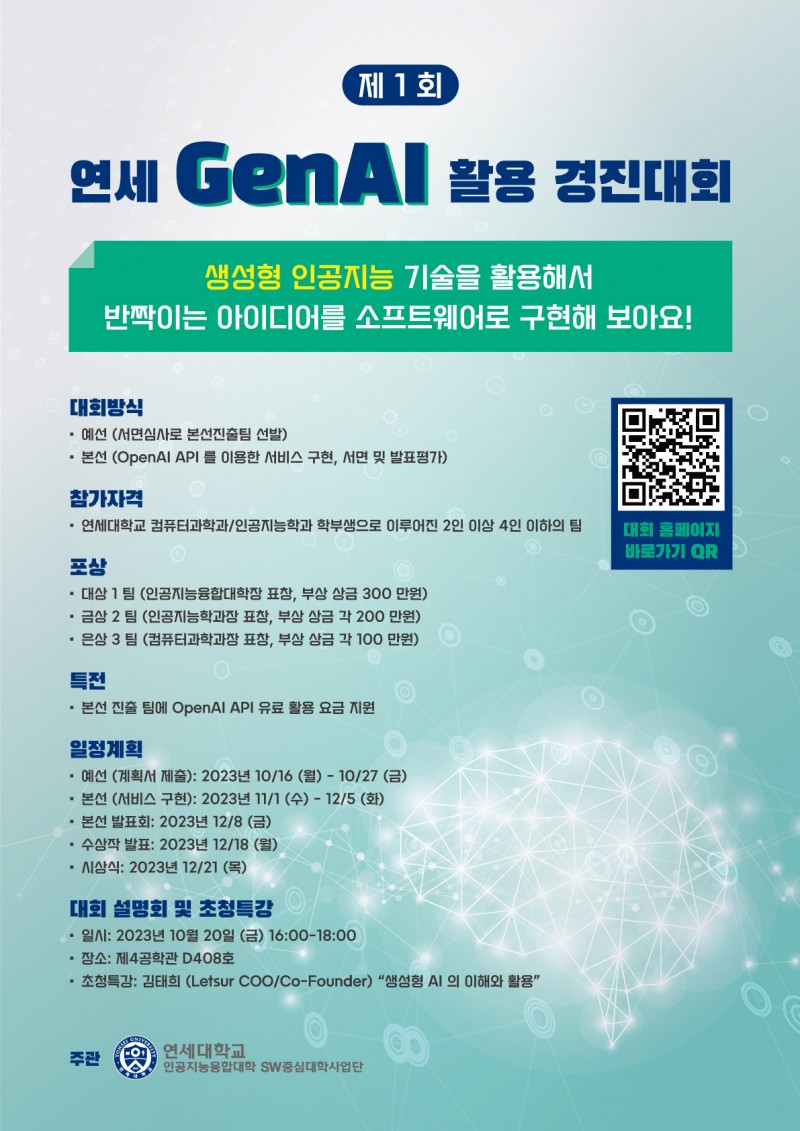 제 1 회
연세 GenAI 활용 경진대회
생성형 인공지능 기술을 활용해서
반짝이는 아이디어를 소프트웨어로 구현해 보아요!
대회방식
• 예선 (서면심사로 본선진출팀 선발)
• 본선 (OpenAI API 를 이용한 서비스 구현, 서면 및 발표평가)
참가자격
• 연세대학교 컴퓨터과학과/인공지능학과 학부생으로 이루어진 2인 이상 4인 이하의 팀
대회 홈페이지
바로가기 QR
포상
• 대상 1 팀 (인공지능융합대학장 표창, 부상 상금 300 만원)
• 금상 2 팀 (인공지능학과장 표창, 부상 상금 각 200 만원)
• 은상 3 팀 (컴퓨터과학과장 표창, 부상 상금 각 100 만원)
특전
• 본선 진출 팀에 OpenAI API 유료 활용 요금 지원
일정계획
• 예선 (계획서 제출): 2023년 10/16 (월) - 10/27 (금)
• 본선 (서비스 구현): 2023년 11/1 (수) - 12/5 (화)
• 본선 발표회: 2023년 12/8 (금)
• 수상작 발표: 2023년 12/18 (월)
• 시상식: 2023년 12/21 (목)
대회 설명회 및 초청특강
• 일시: 2023년 10월 20일 (금) 16:00-18:00
• 장소: 제4공학관 D408호
• 초청특강: 김태희 (Letsur COO/Co-Founder) “생성형 AI 의 이해와 활용”
주관
연세대학교
인공지능융합대학 SW중심대학사업단